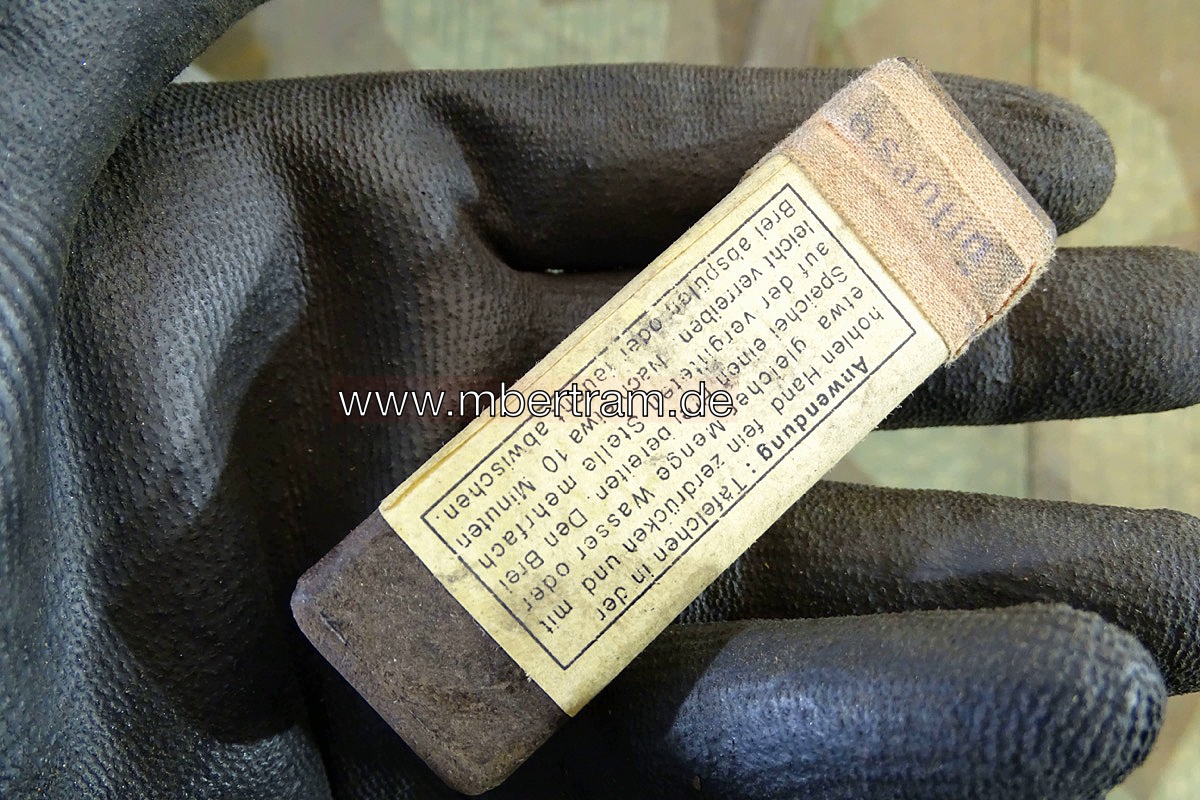 Anwendung : Täfelchen in der
hohlen Hand fein zerdrücken und mit
etwa gleicher Menge Wasser oder
Speichel einen Brei bereiten. Den Brei
auf der vergifteten Stelle mehrfach
leicht verreiben. Nach etwa 10 Minuten
Brei abspülen oder abwischen.
www.mbertram.de